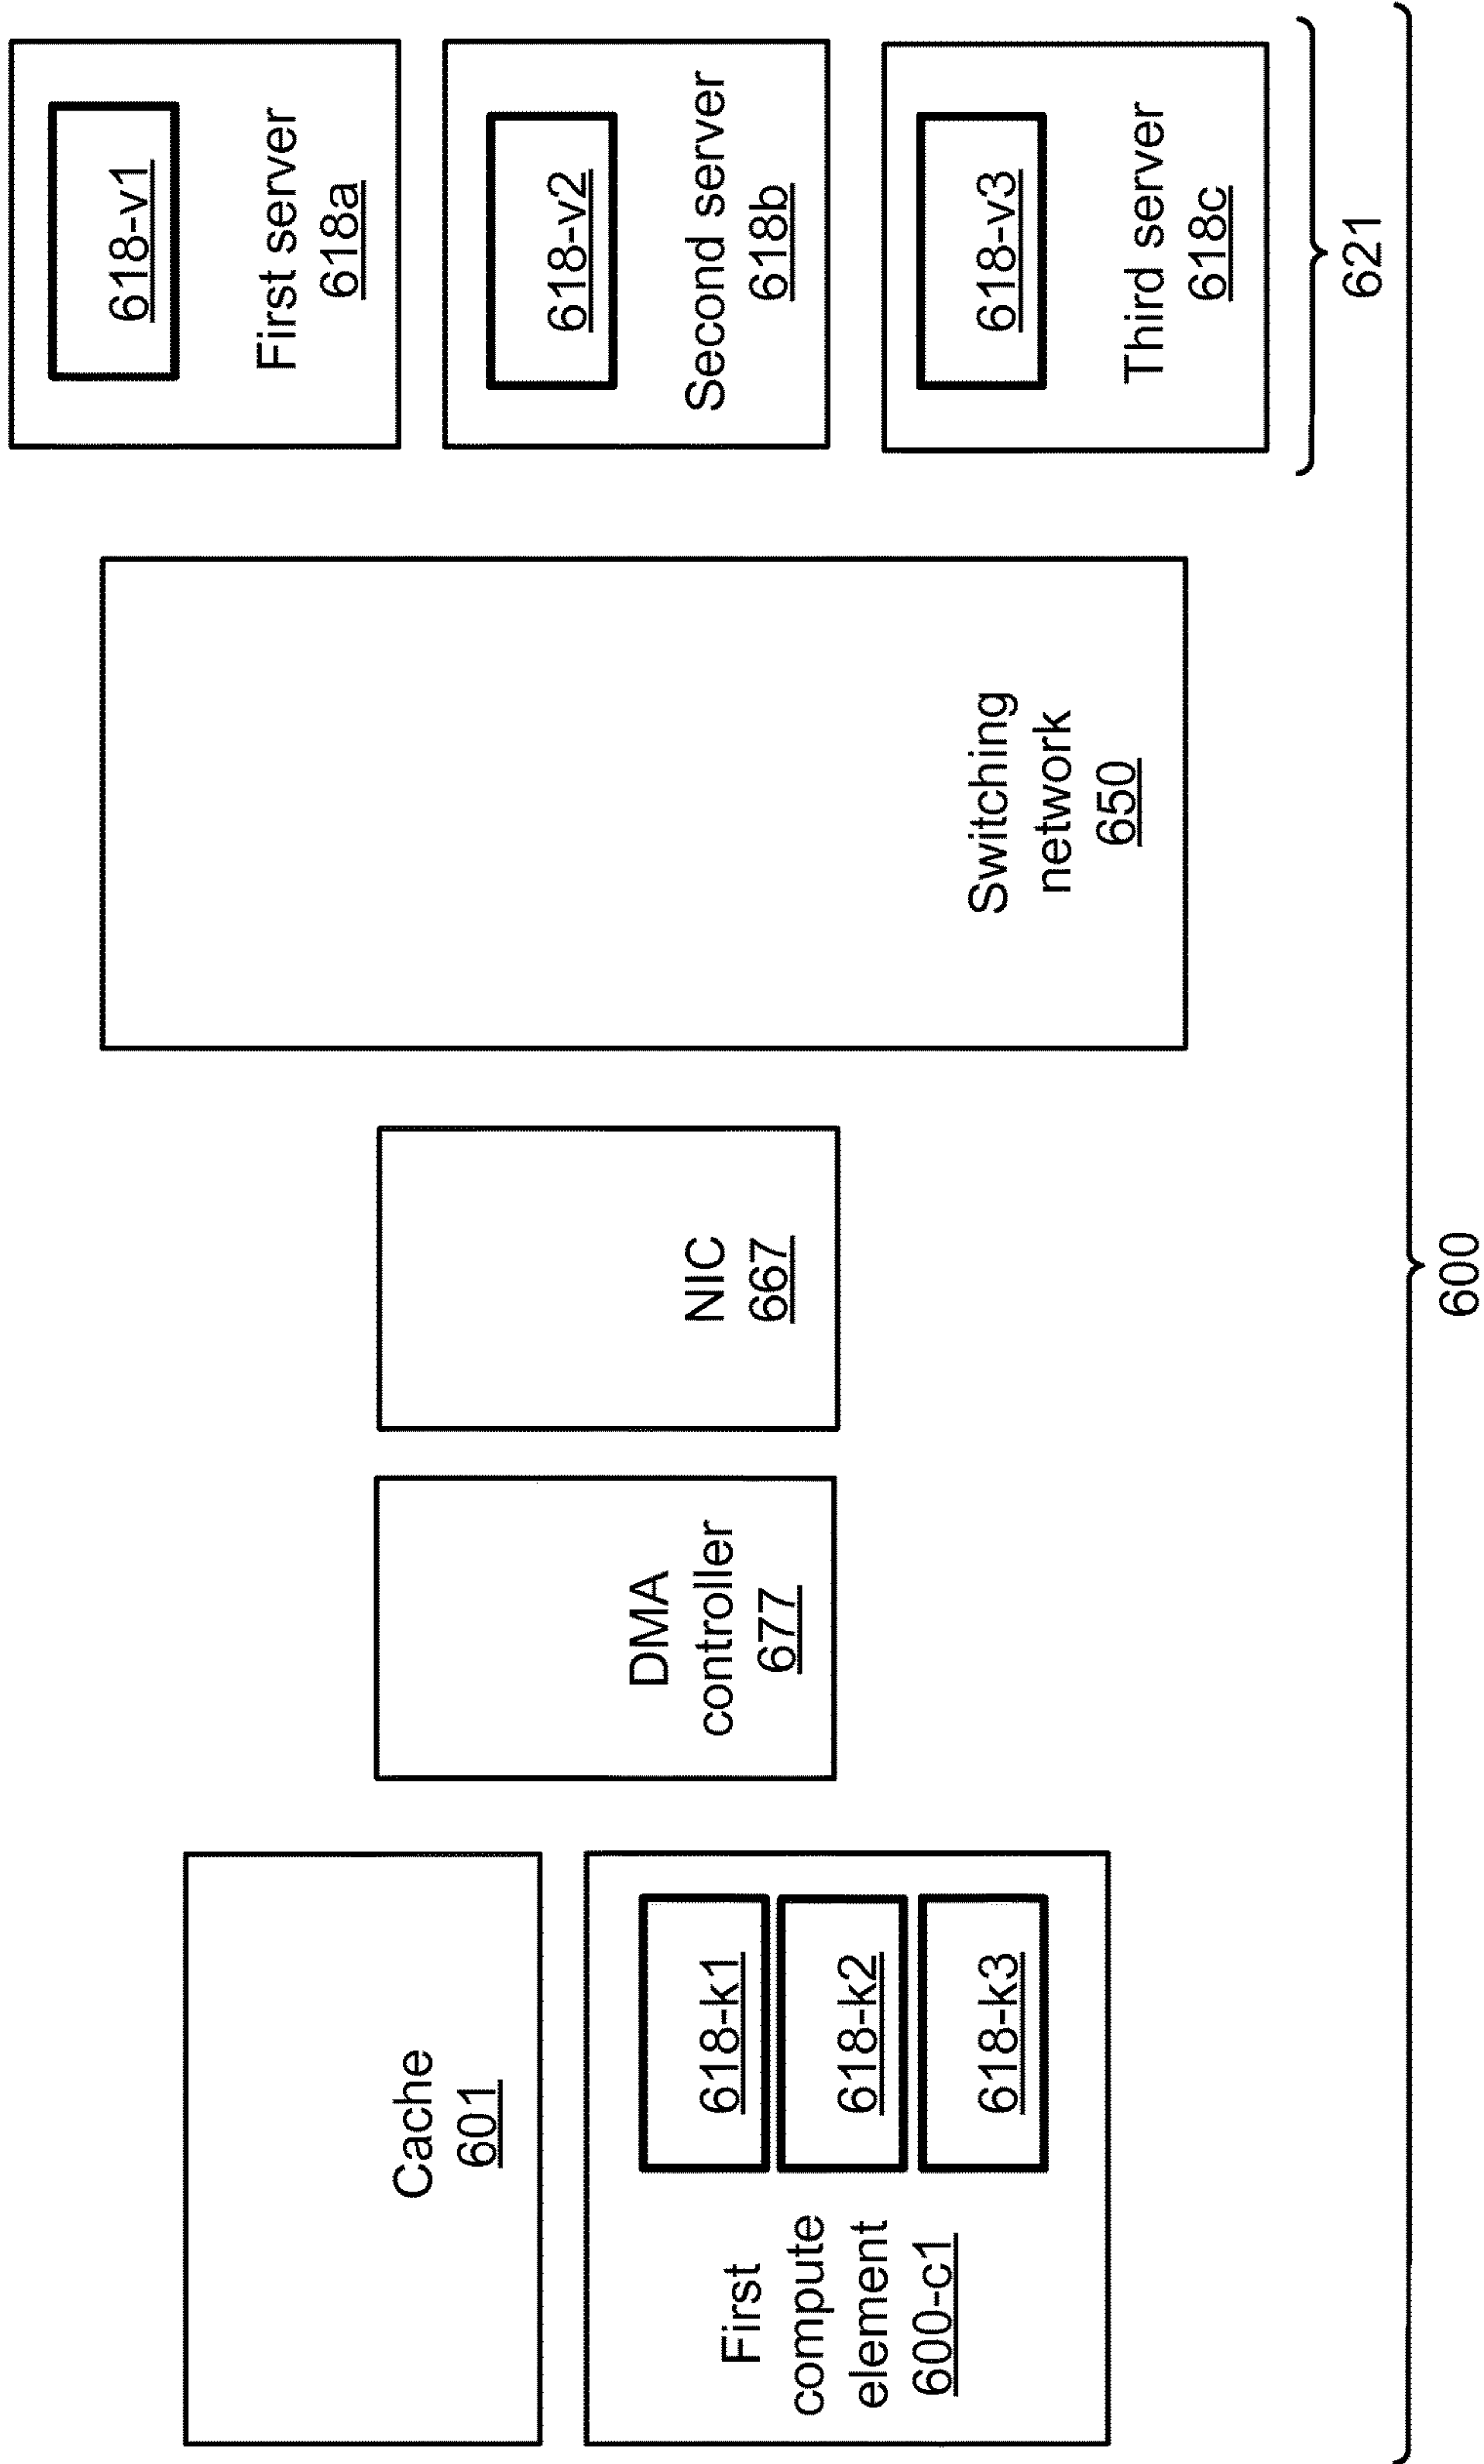 Cache
601
First
compute
element
600-c1
618-k1
618-k2
618-k3
DMA
controller
677
NIC
667
Switching
network
650
618-v1
First server
618a
618-v2
Second server
618b
618-v3
Third server
618c
621
600